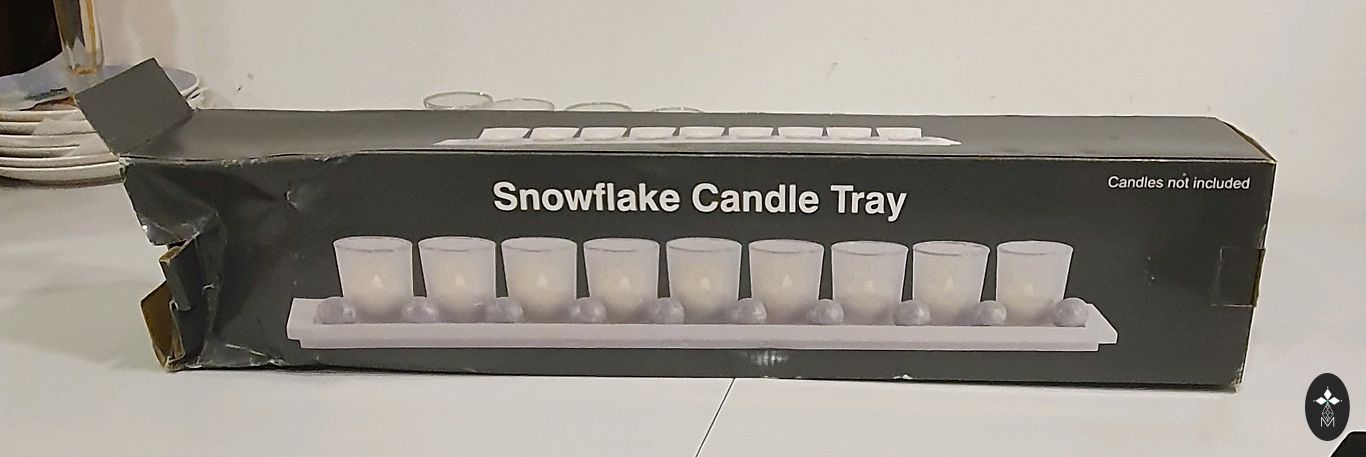 Snowflake Candle Tray
Candles not included
M